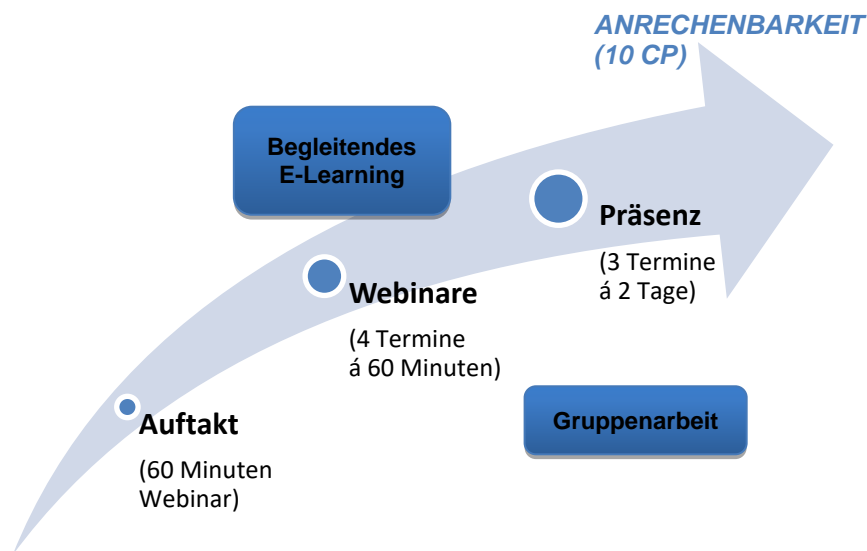 ANRECHENBARKEIT
(10 CP)
Begleitendes
E-Learning
Präsenz
(3 Termine
á 2 Tage)
Webinare
(4 Termine
á 60 Minuten)
Gruppenarbeit
Auftakt
(60 Minuten
Webinar)